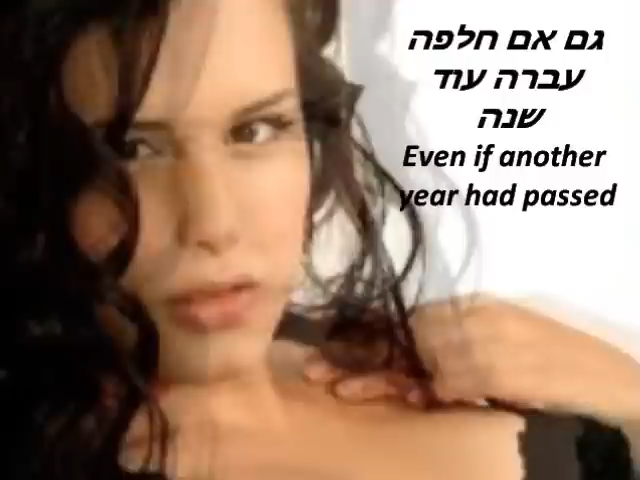 גם אם חלפה
עברה עוד
שנה
Even if another
year had passed